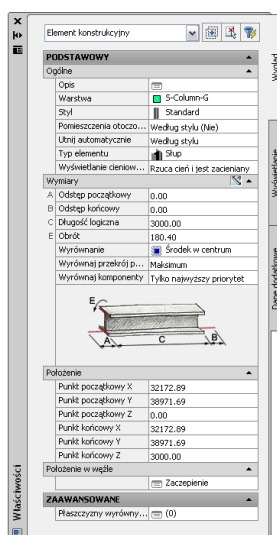 Element konstrukcyjny
PODSTAWOWY
Ogólne
Opis
Warstwa S-Column-G
Styl Standard
Pomieszczenia otoczo... Według stylu (Nie)
Utnij automatycznie Według stylu
Typ elementu Słup
Wyświetlanie cieniow... Rzuca cień i jest zacieniany
Wymiary
A Odstęp początkowy 0.00
B Odstęp końcowy 0.00
C Długość logiczna 3000.00
E Obrót 180.40
Wyrównanie Środek w centrum
Wyrównaj przekrój p... Maksimum
Wyrównaj komponenty Tylko najwyższy priorytet
E
A C B
Położenie
Punkt początkowy X 32172.89
Punkt początkowy Y 38971.69
Punkt początkowy Z 0.00
Punkt końcowy X 32172.89
Punkt końcowy Y 38971.69
Punkt końcowy Z 3000.00
Położenie w węźle
Zaczepienie
ZAAWANSOWANE
Płaszczyzny wyrówny... (0)
Właściwości
Wygląd
Wyświetlanie
Dane dodatkowe